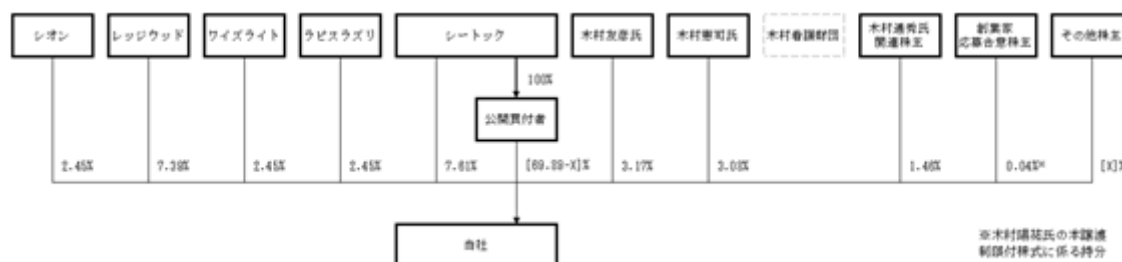 シオン
レッジウッド
ワイズライト
ラピスラズリ
シートック
木村友彦氏
木村憲司氏
木村看護財団
木村通秀氏
関連株主
創業家
応募合意株主
その他株主
100%
公開買付者
2.45%
7.38%
2.45%
2.45%
7.61%
[69.89-X]%
3.17%
3.03%
1.46%
0.04%※
[X]%
当社
※木村陽花氏の本譲渡
制限付株式に係る持分